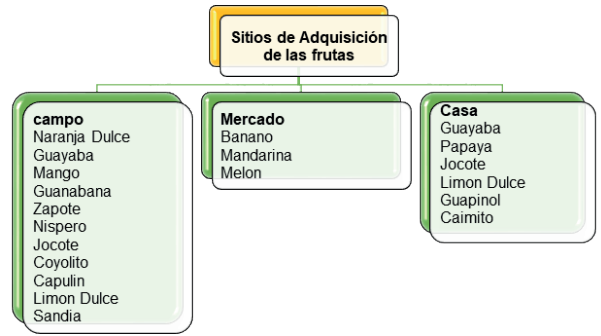 Sitios de Adquisición
de las frutas
campo
Naranja Dulce
Guayaba
Mango
Guanabana
Zapote
Nispero
Jocote
Coyolito
Capulin
Limon Dulce
Sandia
Mercado
Banano
Mandarina
Melon
Casa
Guayaba
Papaya
Jocote
Limon Dulce
Guapinol
Caimito